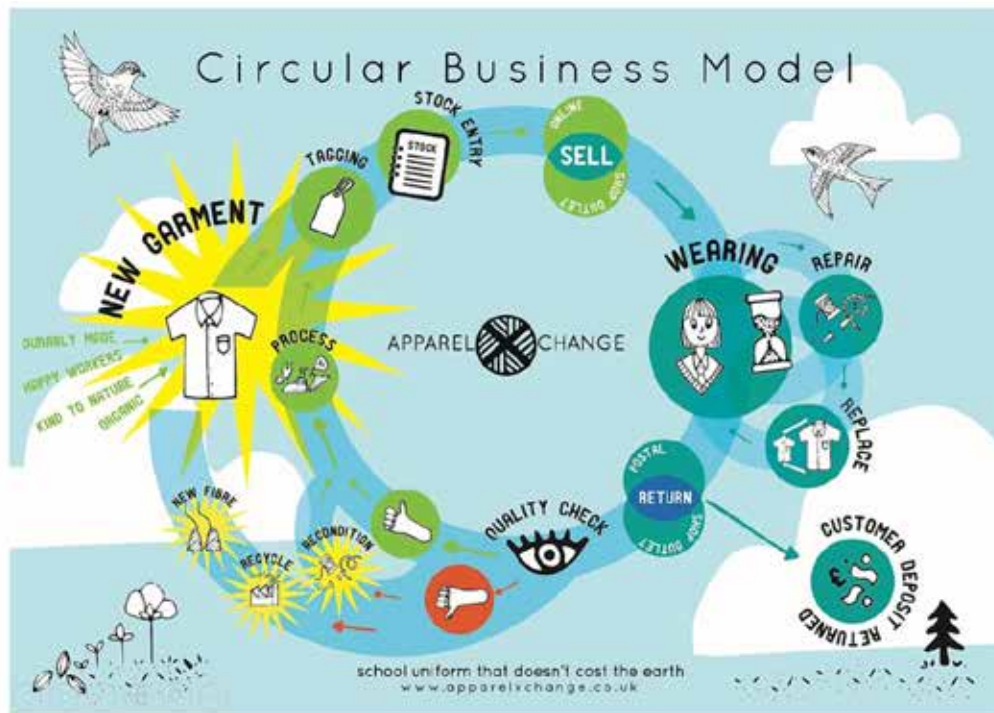 Circular Business Model
STOCK ENTRY
STOCK
TAGGING
ONLINE
SELL
SHOP OUTLET
NEW GARMENT
WEARING
REPAIR
DURABLY MADE
HAPPY WORKERS
KIND TO NATURE
ORGANIC
PROCESS
APPAREL X CHANGE
REPLACE
POSTAL
RETURN
SHOP OUTLET
QUALITY CHECK
NEW FIBRE
RECYCLE
RECONDITION
CUSTOMER DEPOSIT RETURNED
school uniform that doesn't cost the earth
www.apparelxchange.co.uk